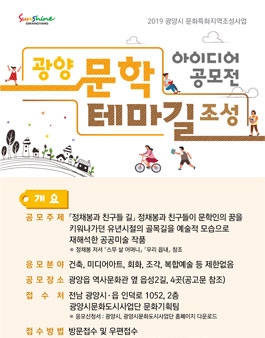 Sunshine
GWANGYANG
2019 광양시 문화특화지역조성사업
광양 문학 아이디어 공모전
테마길 조성
개 요
공 모 주 제 「정채봉과 친구들 길」 정채봉과 친구들이 문학인의 꿈을
키워나간 유년시절의 골목길을 예술적 모습으로
재해석한 공공미술 작품
※ 정채봉 저서 「스무 살 어머니」, 「우리 읍내」 참조
응 모 분 야 건축, 미디어아트, 회화, 조각, 복합예술 등 제한없음
공 모 장 소 광양읍 역사문화관 옆 읍성2길, 4곳(공고문 참조)
접 수 처 전남 광양시·읍 인덕로 1052, 2층
광양시문화도시사업단 문화기획팀
※ 응모신청서 : 광양시, 광양시문화도시사업단 홈페이지 다운로드
접 수 방 법 방문접수 및 우편접수